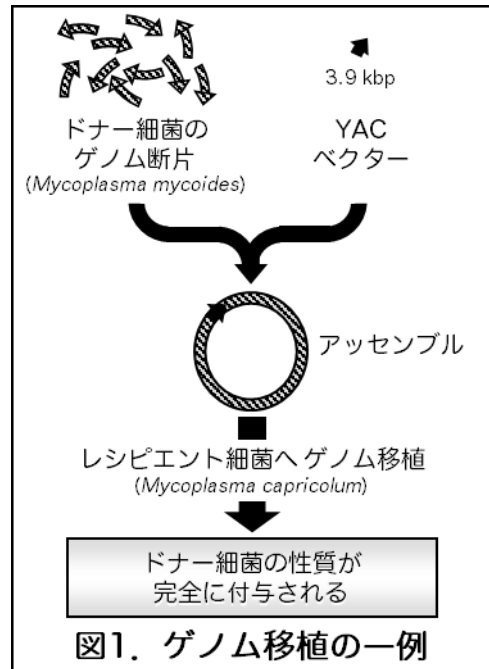 3.9 kbp
ドナー細菌の
ゲノム断片
(Mycoplasma mycoides)
YAC
ベクター
アッセンブル
レシピエント細菌へ ゲノム移植
(Mycoplasma capricolum)
ドナー細菌の性質が
完全に付与される
図1. ゲノム移植の一例